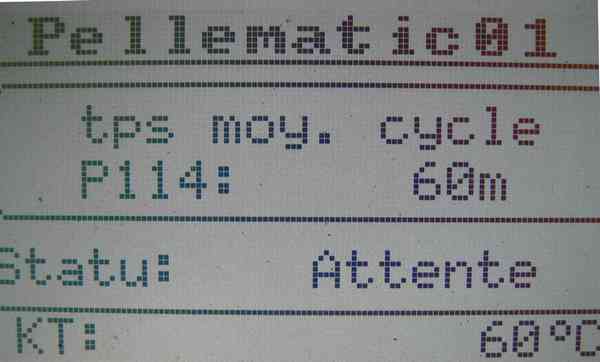 Pellematic01
tps moy. cycle
P114: 60m
Statu: Attente
KT: 60°C